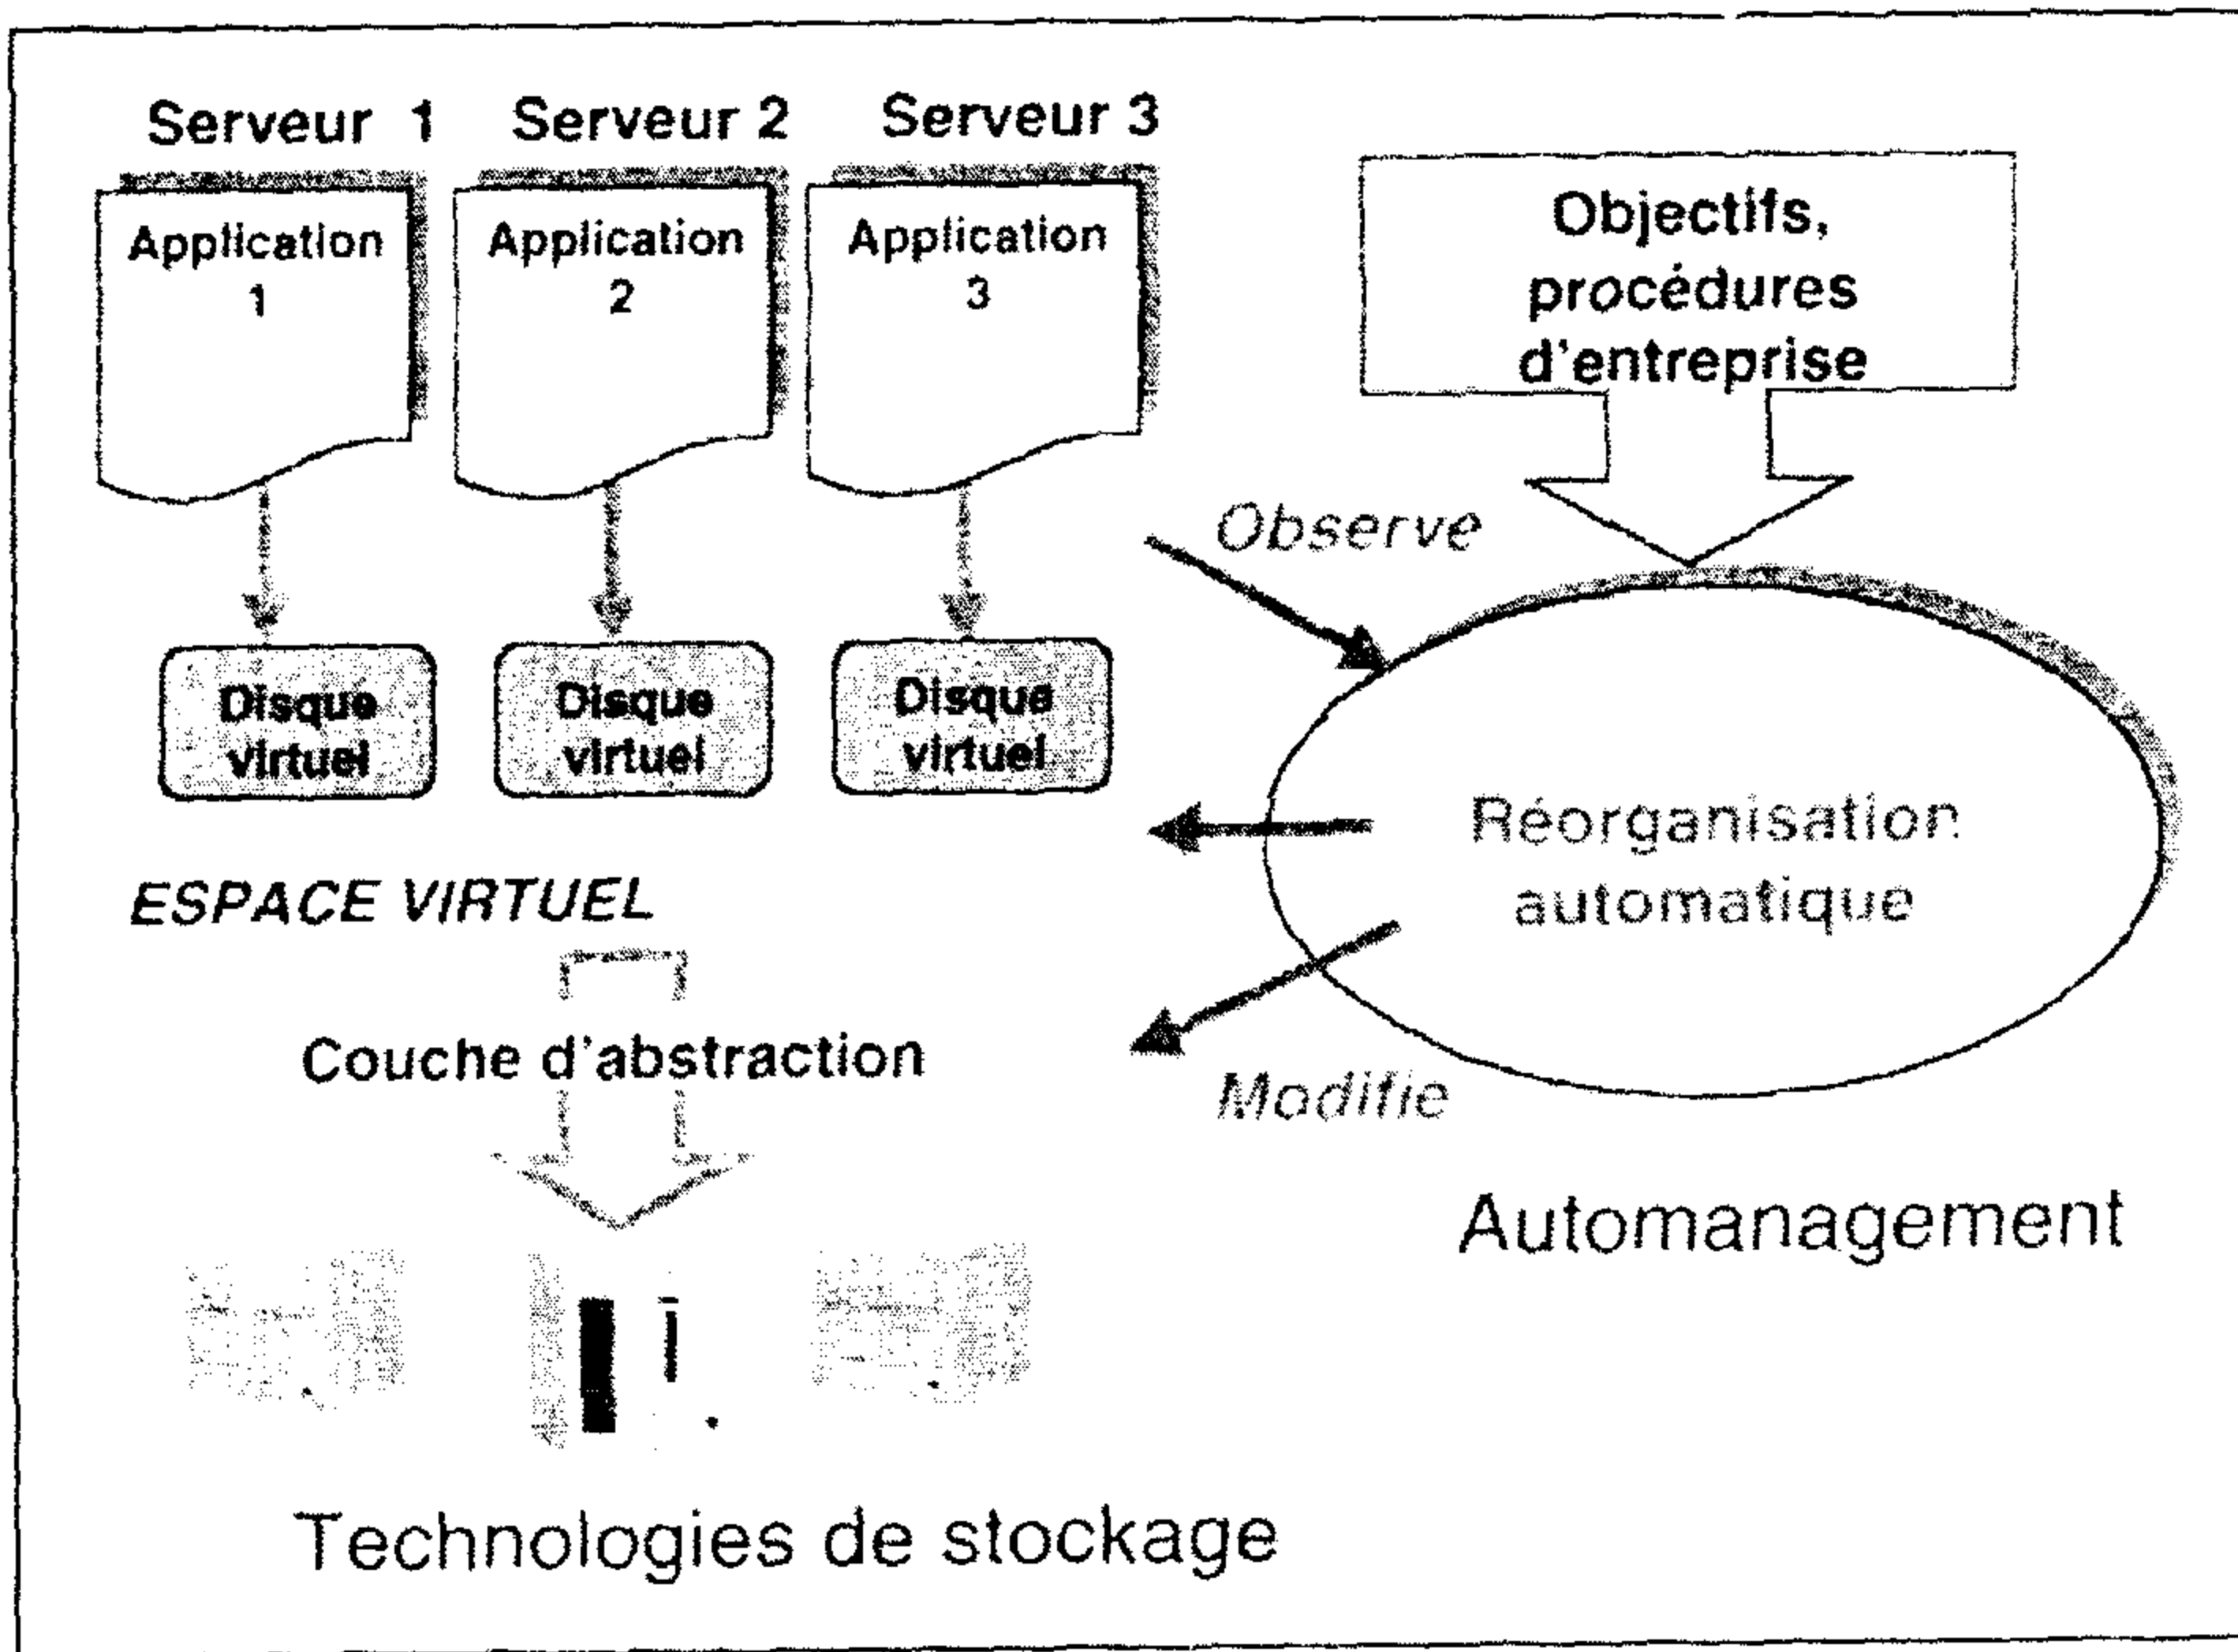 Serveur 1
Serveur 2
Serveur 3
Application
1
Application
2
Application
3
Objectifs,
procédures
d'entreprise
Observe
Disque
virtuel
Disque
virtuel
Disque
virtuel
Réorganisation
automatique
ESPACE VIRTUEL
Couche d'abstraction
Modifie
Automanagement
Technologies de stockage